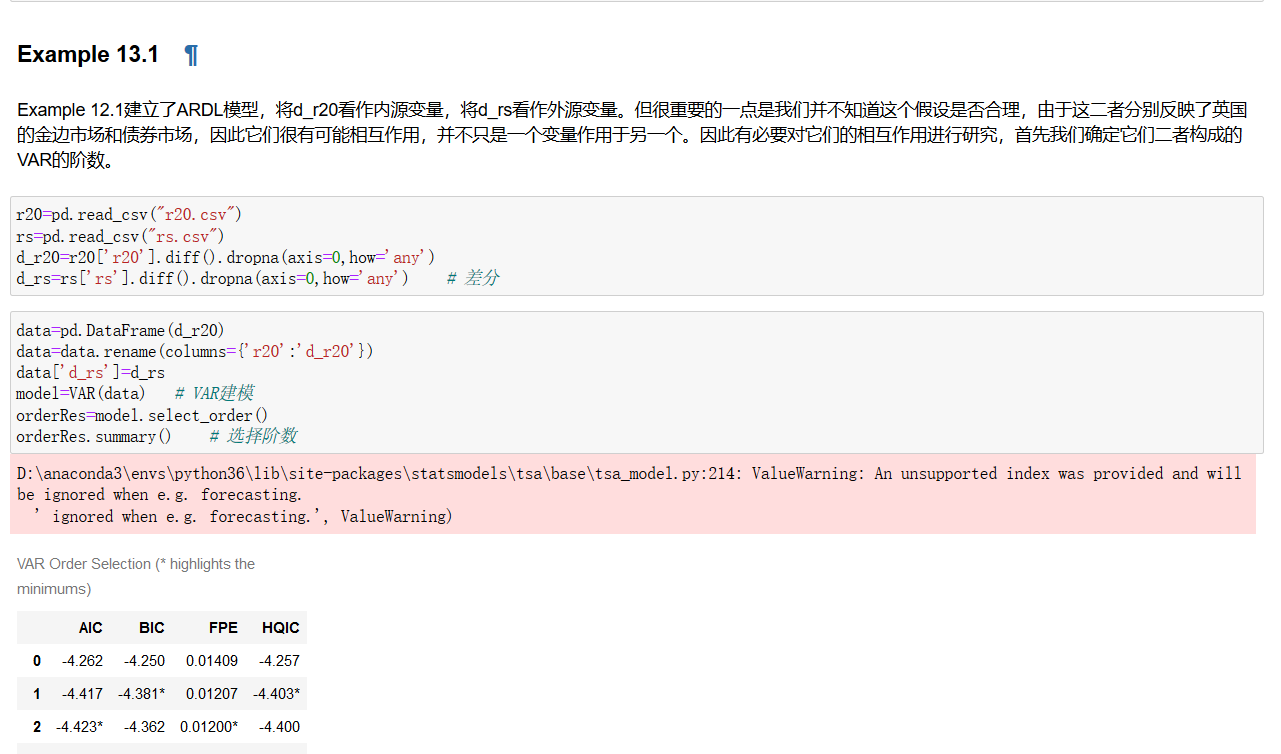 Example 13.1 ¶
Example 12.1建立了ARDL模型，将d_r20看作内源变量，将d_rs看作外源变量。但很重要的一点是我们并不知道这个假设是否合理，由于这二者分别反映了英国
的金边市场和债券市场，因此它们很有可能相互作用，并不只是一个变量作用于另一个。因此有必要对它们的相互作用进行研究，首先我们确定它们二者构成的
VAR的阶数。
r20=pd.read_csv("r20.csv")
rs=pd.read_csv("rs.csv")
d_r20=r20['r20'].diff().dropna(axis=0,how='any')
d_rs=rs['rs'].diff().dropna(axis=0,how='any')    # 差分
data=pd.DataFrame(d_r20)
data=data.rename(columns={'r20':'d_r20'})
data['d_rs']=d_rs
model=VAR(data)   # VAR建模
orderRes=model.select_order()
orderRes.summary()    # 选择阶数
D:\anaconda3\envs\python36\lib\site-packages\statsmodels\tsa\base\tsa_model.py:214: ValueWarning: An unsupported index was provided and will
be ignored when e.g. forecasting.
  ' ignored when e.g. forecasting.', ValueWarning)
VAR Order Selection (* highlights the
minimums)
AIC BIC FPE HQIC
0 -4.262 -4.250 0.01409 -4.257
1 -4.417 -4.381* 0.01207 -4.403*
2 -4.423* -4.362 0.01200* -4.400